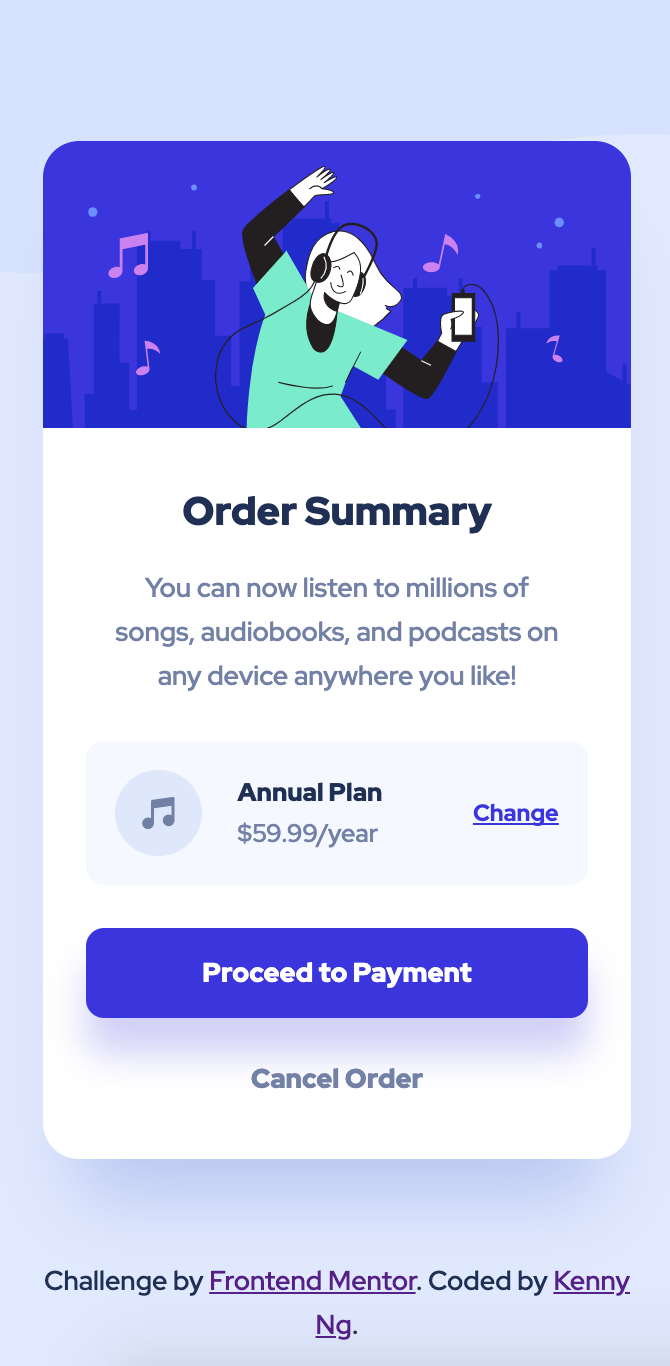 Order Summary
You can now listen to millions of
songs, audiobooks, and podcasts on
any device anywhere you like!
Annual Plan
$59.99/year
Change
Proceed to Payment
Cancel Order
Challenge by Frontend Mentor. Coded by Kenny
Ng.